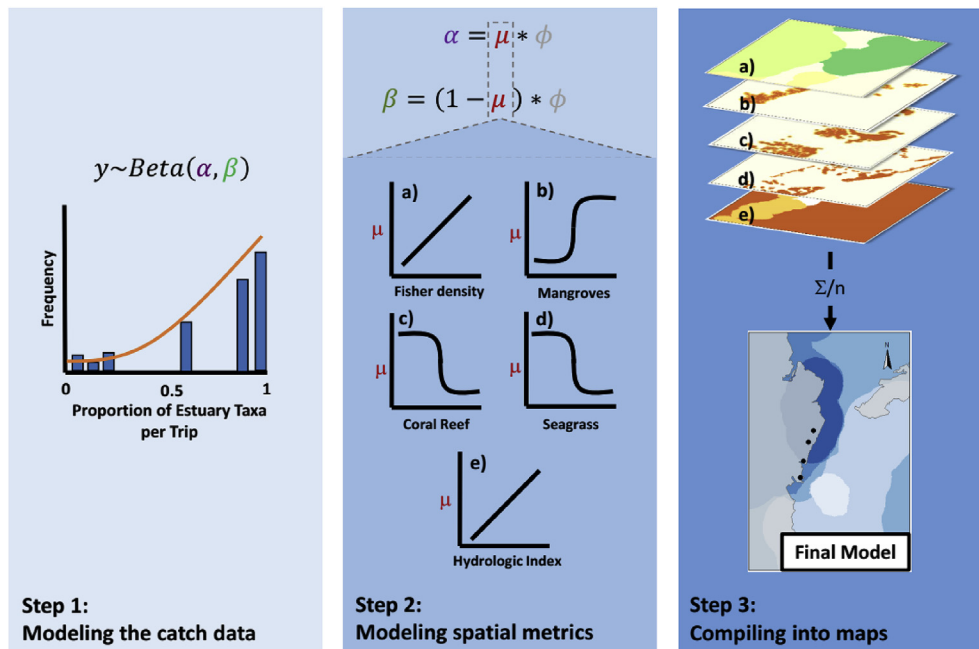 y~Beta(α, β)
Frequency
0
0.5
1
Proportion of Estuary Taxa
per Trip
Step 1:
Modeling the catch data
α = μ * ϕ
β = (1 − μ) * ϕ
a)
μ
Fisher density
b)
μ
Mangroves
c)
μ
Coral Reef
d)
μ
Seagrass
e)
μ
Hydrologic Index
Step 2:
Modeling spatial metrics
a)
b)
c)
d)
e)
Σ/n
N
Final Model
Step 3:
Compiling into maps